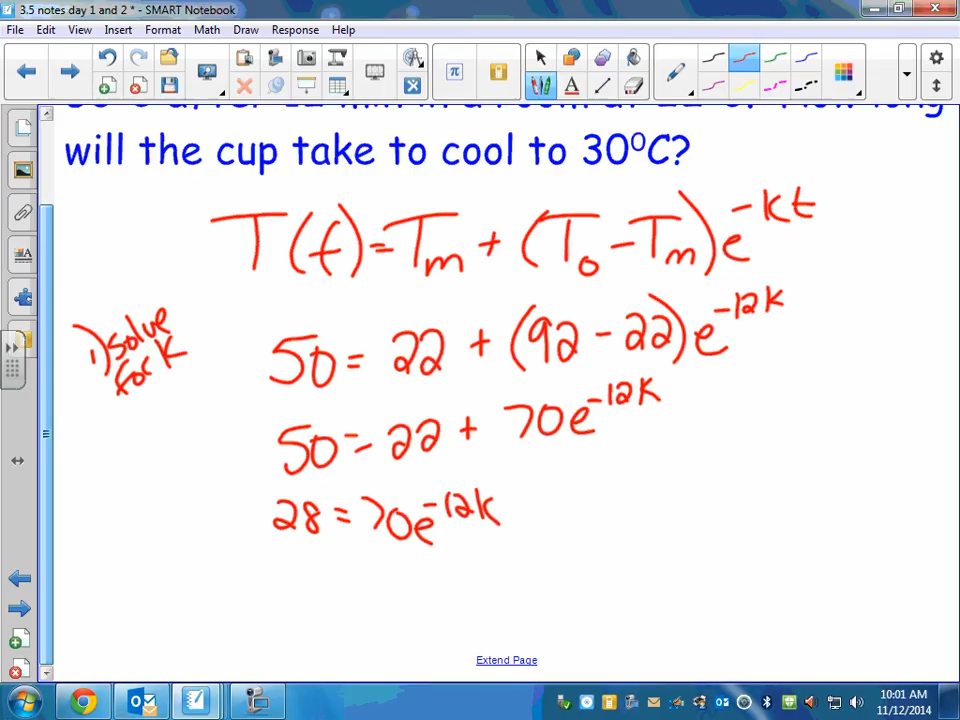 3.5 notes day 1 and 2 * - SMART Notebook
File Edit View Insert Format Math Draw Response Help
will the cup take to cool to 30⁰C?
T(t) = Tm + (To - Tm)e^-kt
1) solve for k
50 = 22 + (92 - 22)e^-12k
50 = 22 + 70e^-12k
28 = 70e^-12k
Extend Page
10:01 AM
11/12/2014